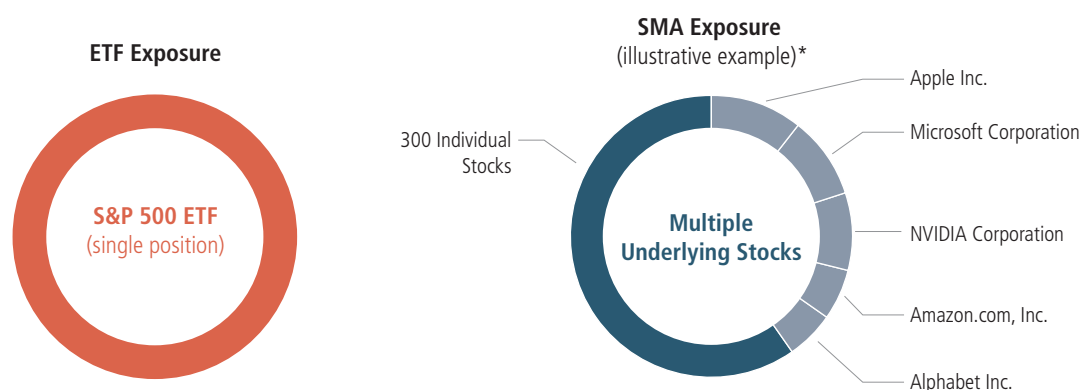 ETF Exposure
S&P 500 ETF
(single position)
SMA Exposure
(illustrative example)*
300 Individual
Stocks
Multiple
Underlying Stocks
Apple Inc.
Microsoft Corporation
NVIDIA Corporation
Amazon.com, Inc.
Alphabet Inc.